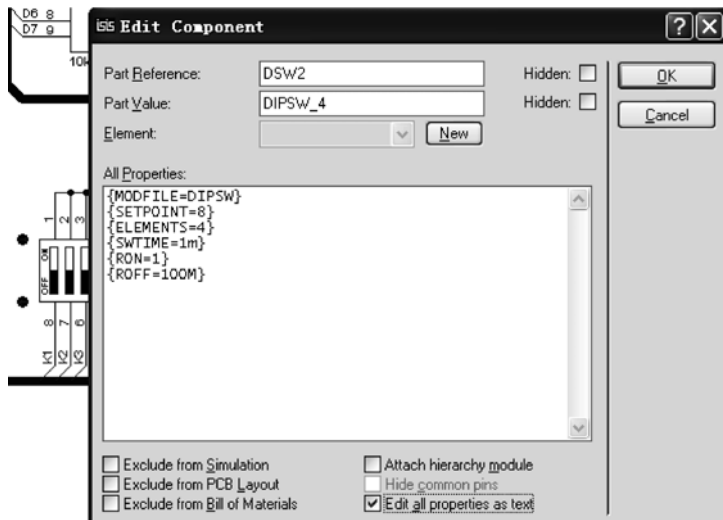 D6 8
D7 9
10k
isis Edit Component
Part Reference: DSW2 Hidden:
Part Value: DIPSW_4 Hidden:
Element: New
OK
Cancel
All Properties:
{MODFILE=DIPSW}
{SETPOINT=8}
{ELEMENTS=4}
{SWTIME=1m}
{RON=1}
{ROFF=100M}
1 2 3
ON
OFF
8 7 6
K1 K2 K3
Exclude from Simulation
Exclude from PCB Layout
Exclude from Bill of Materials
Attach hierarchy module
Hide common pins
Edit all properties as text